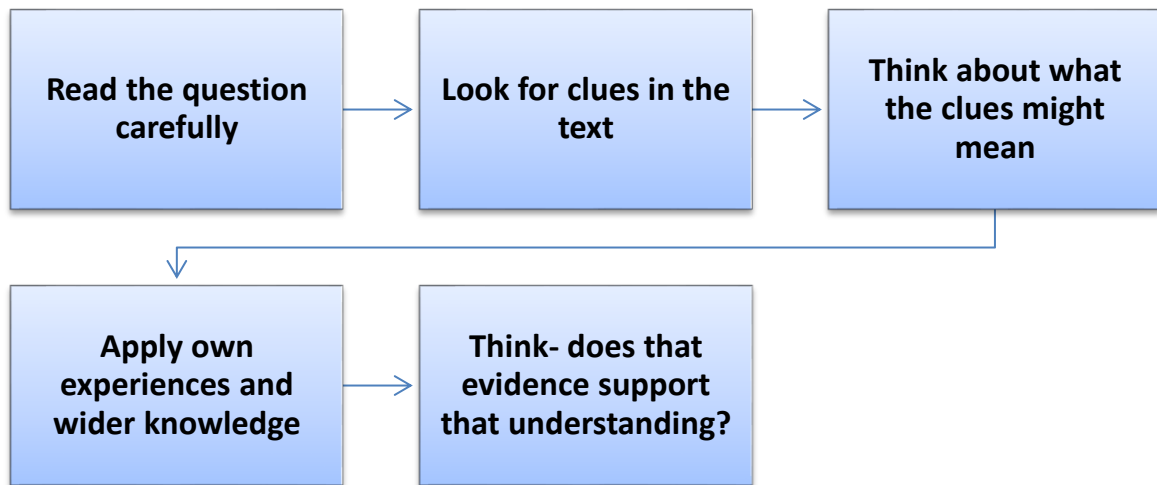 Read the question
carefully
Look for clues in the
text
Think about what
the clues might
mean
Apply own
experiences and
wider knowledge
Think- does that
evidence support
that understanding?